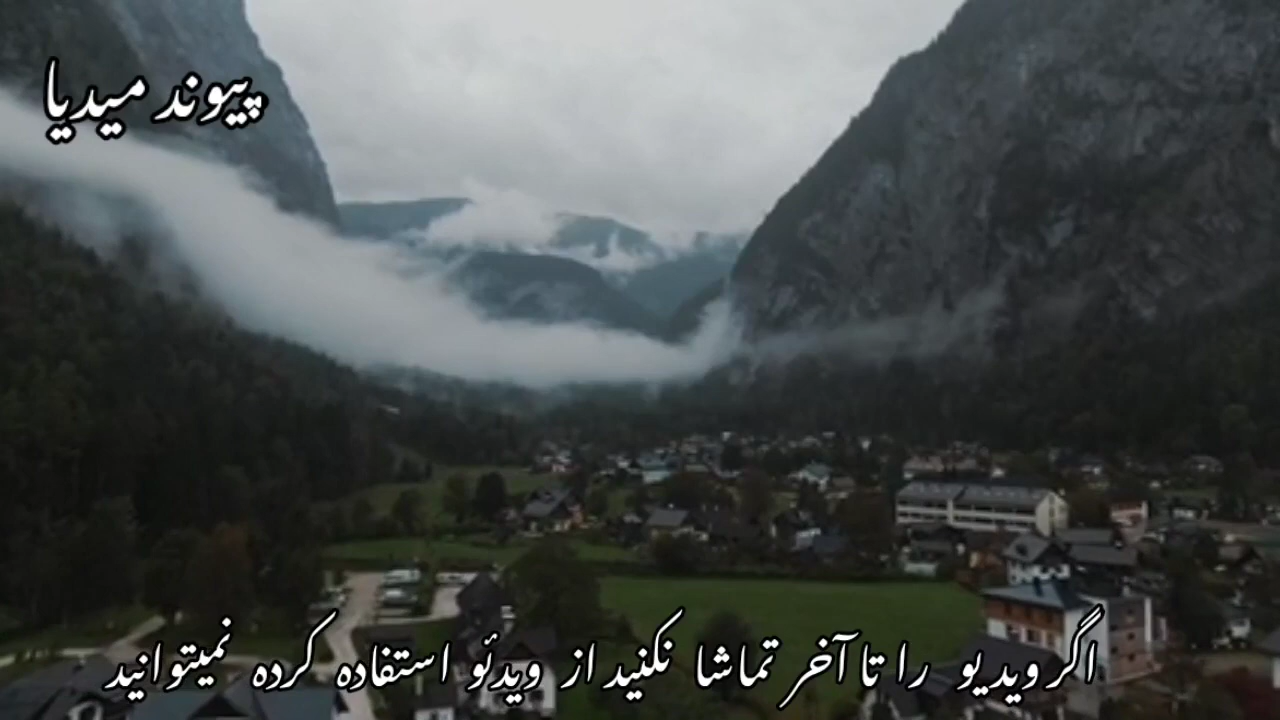 پیوند میدیا
اگر ویدیو را تا آخر تماشا نکنید از ویدئو استفاده کرده نمیتوانید